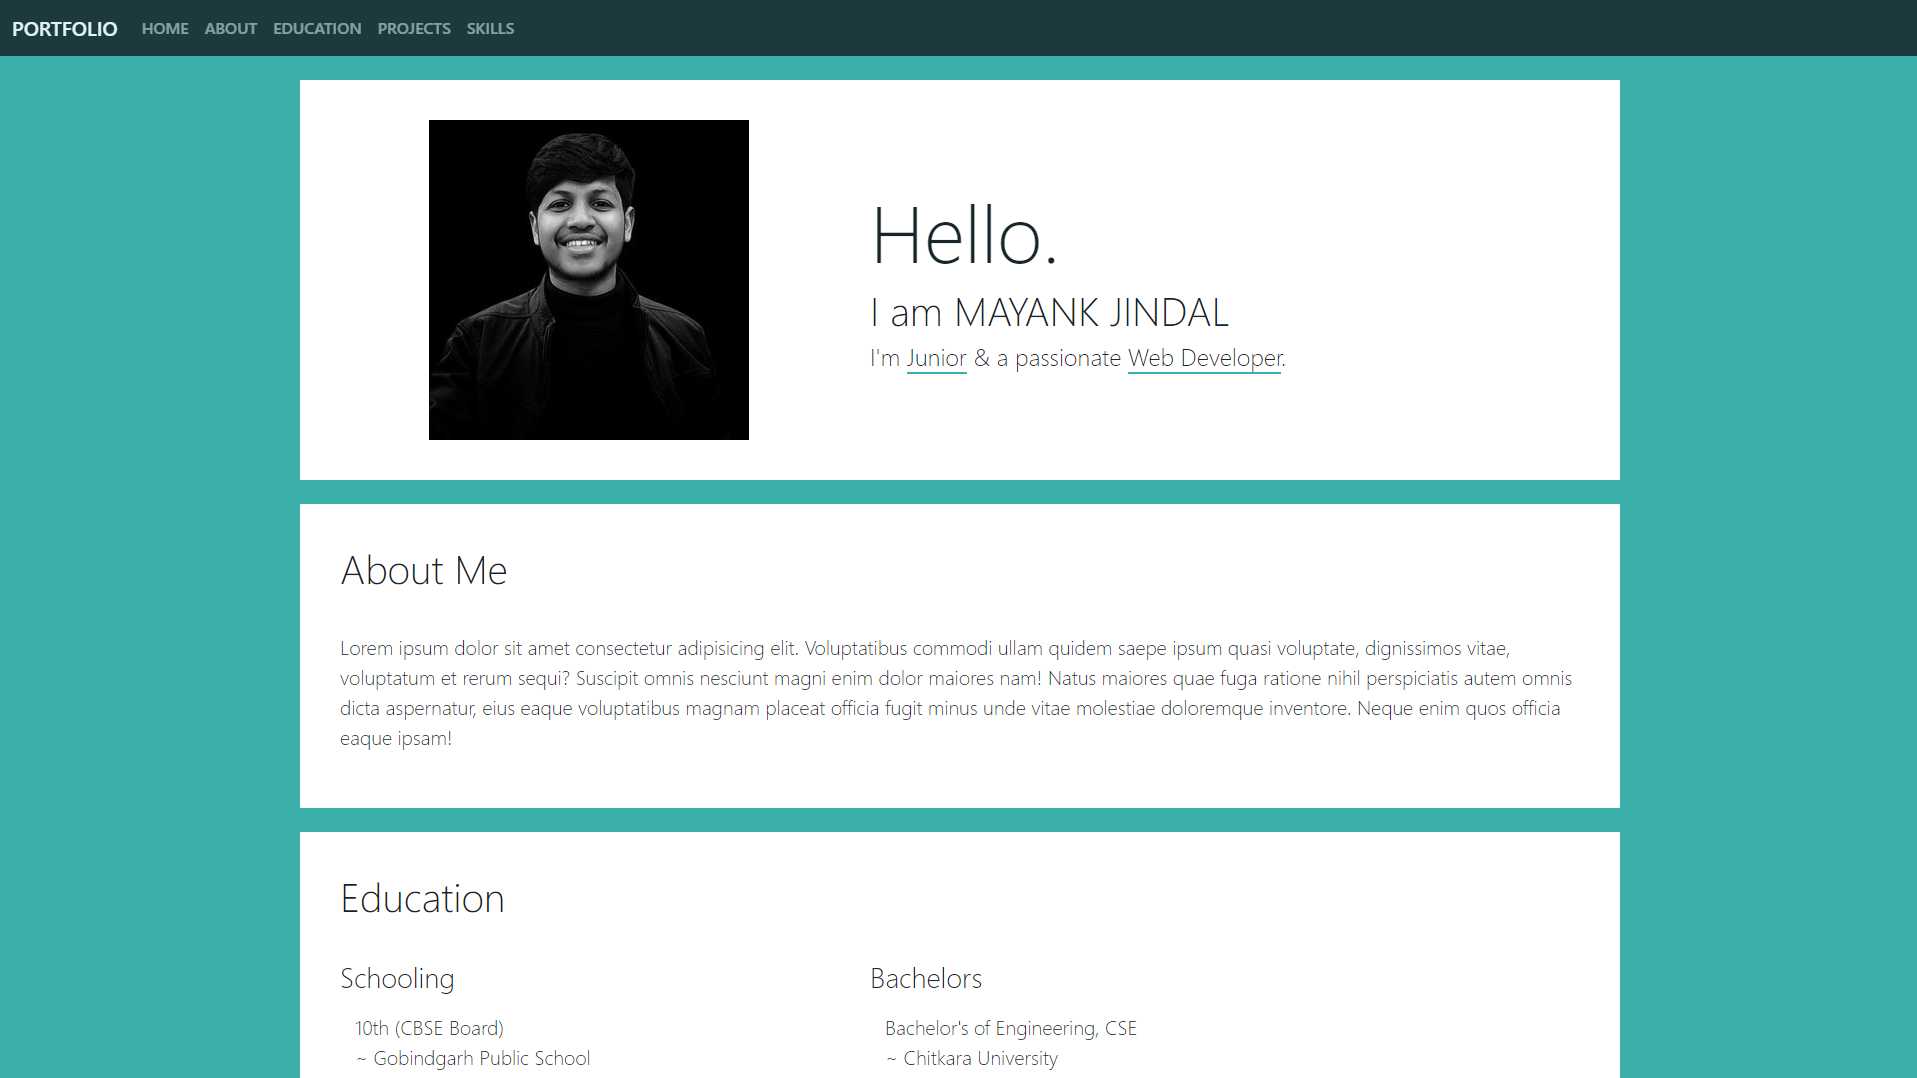 PORTFOLIO HOME ABOUT EDUCATION PROJECTS SKILLS
Hello.
I am MAYANK JINDAL
I'm Junior & a passionate Web Developer.
About Me
Lorem ipsum dolor sit amet consectetur adipisicing elit. Voluptatibus commodi ullam quidem saepe ipsum quasi voluptate, dignissimos vitae,
voluptatum et rerum sequi? Suscipit omnis nesciunt magni enim dolor maiores nam! Natus maiores quae fuga ratione nihil perspiciatis autem omnis
dicta aspernatur, eius eaque voluptatibus magnam placeat officia fugit minus unde vitae molestiae doloremque inventore. Neque enim quos officia
eaque ipsam!
Education
Schooling
10th (CBSE Board)
~ Gobindgarh Public School
Bachelors
Bachelor's of Engineering, CSE
~ Chitkara University